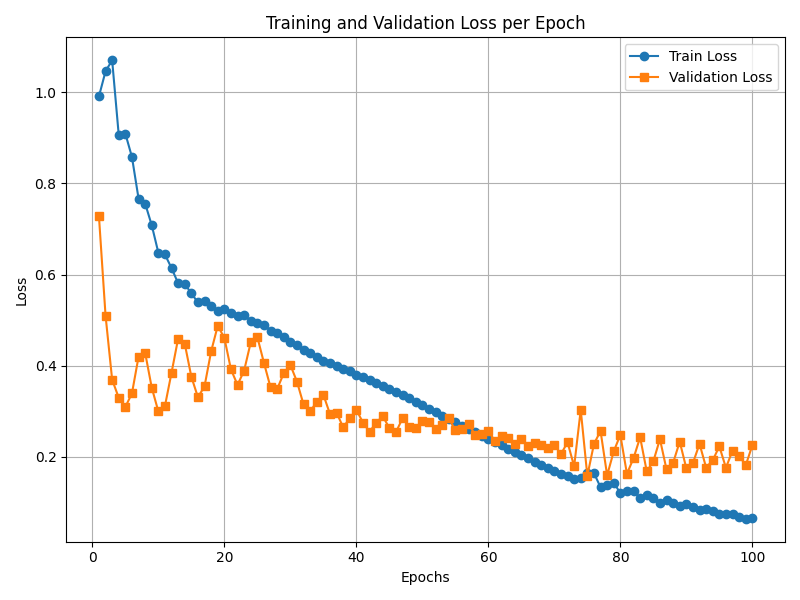 Training and Validation Loss per Epoch
Train Loss
Validation Loss
1.0
0.8
0.6
0.4
0.2
Loss
0 20 40 60 80 100
Epochs